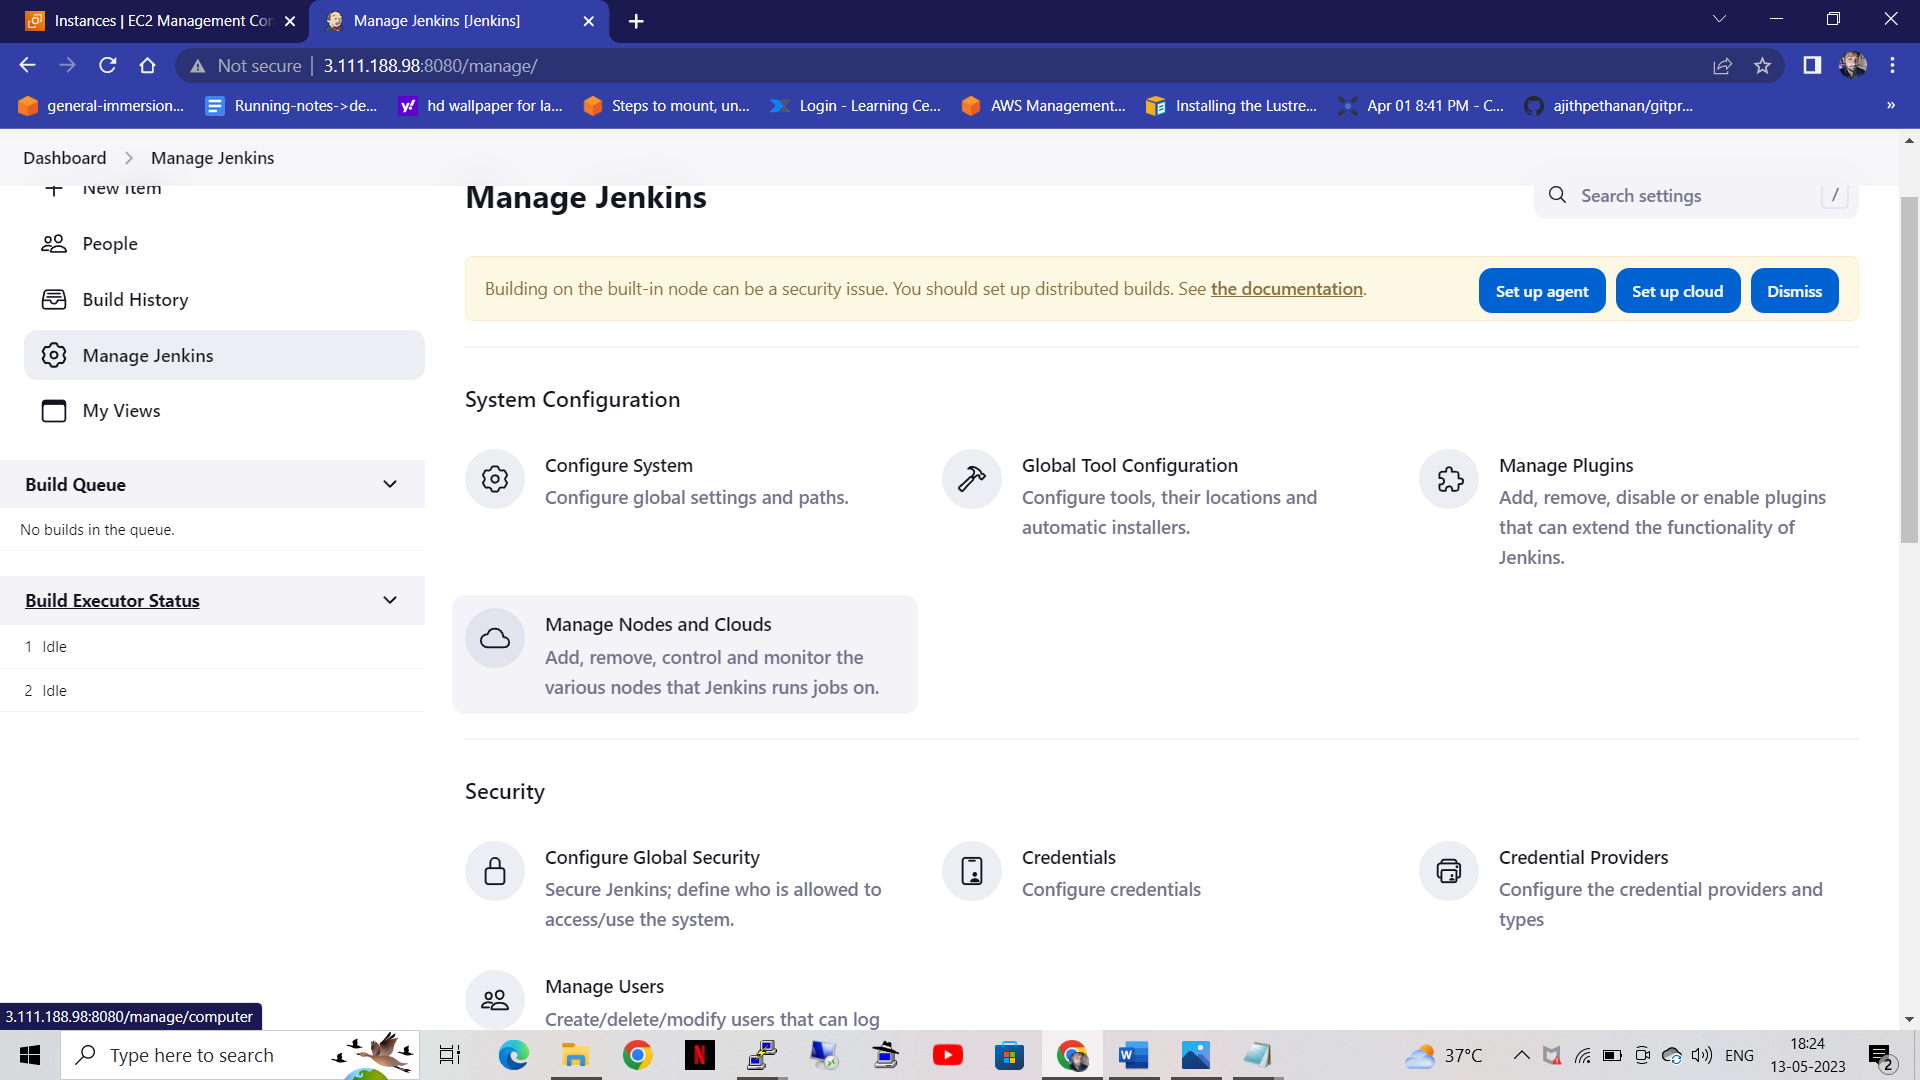 Instances | EC2 Management Con
Manage Jenkins [Jenkins]
Not secure | 3.111.188.98:8080/manage/
general-immersion...
Running-notes->de...
hd wallpaper for la...
Steps to mount, un...
Login - Learning Ce...
AWS Management...
Installing the Lustre...
Apr 01 8:41 PM - C...
ajithpethanan/gitpr...
»
Dashboard
Manage Jenkins
New Item
People
Build History
Manage Jenkins
My Views
Build Queue
No builds in the queue.
Build Executor Status
1 Idle
2 Idle
Manage Jenkins
Search settings
/
Building on the built-in node can be a security issue. You should set up distributed builds. See the documentation.
Set up agent
Set up cloud
Dismiss
System Configuration
Configure System
Configure global settings and paths.
Global Tool Configuration
Configure tools, their locations and
automatic installers.
Manage Plugins
Add, remove, disable or enable plugins
that can extend the functionality of
Jenkins.
Manage Nodes and Clouds
Add, remove, control and monitor the
various nodes that Jenkins runs jobs on.
Security
Configure Global Security
Secure Jenkins; define who is allowed to
access/use the system.
Credentials
Configure credentials
Credential Providers
Configure the credential providers and
types
Manage Users
Create/delete/modify users that can log
3.111.188.98:8080/manage/computer
Type here to search
37°C
ENG
18:24
13-05-2023
2